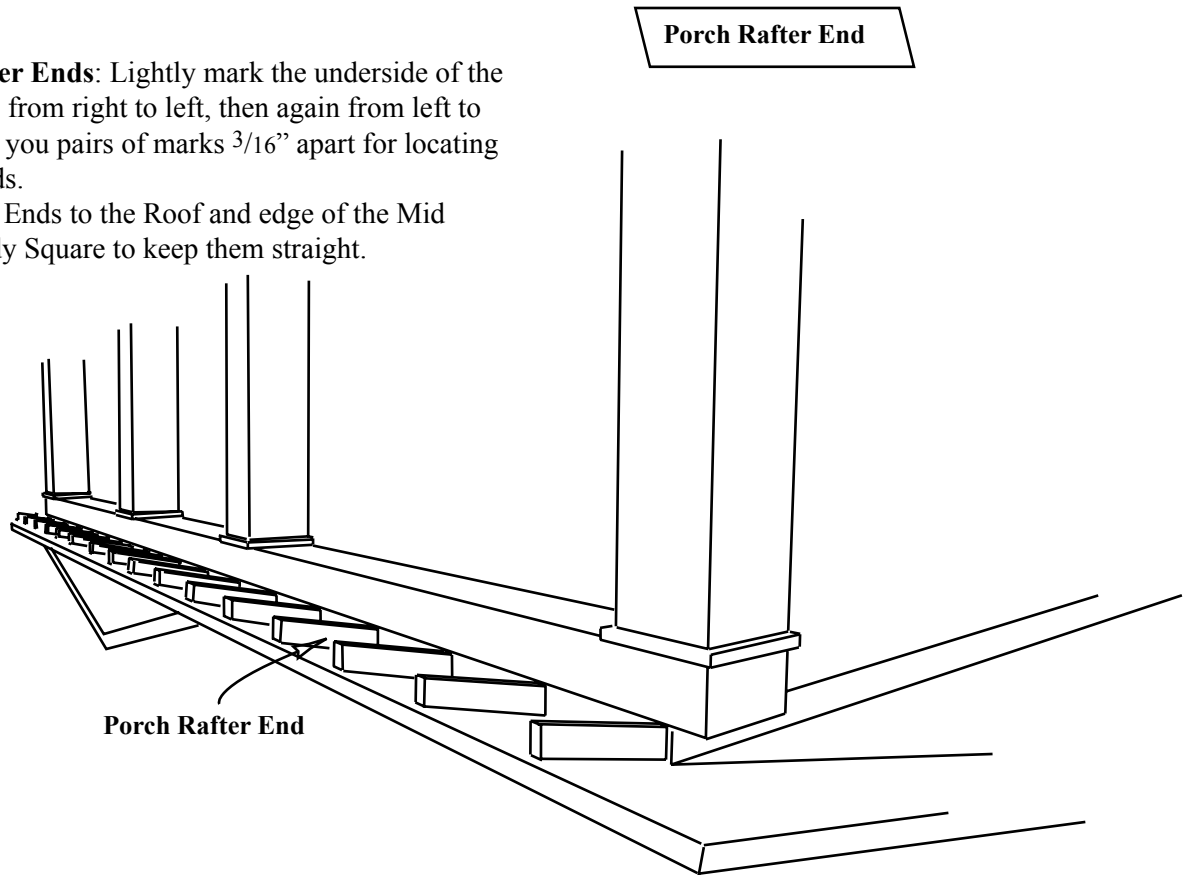 Porch Rafter End
er Ends: Lightly mark the underside of the
from right to left, then again from left to
you pairs of marks 3/16” apart for locating
ds.
Ends to the Roof and edge of the Mid
ly Square to keep them straight.
Porch Rafter End